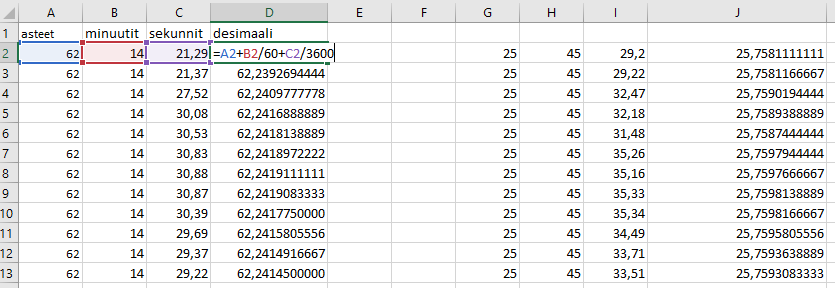 A B C D E F G H I J
1 asteet minuutit sekunnit desimaali
2 62 14 21,29 =A2+B2/60+C2/3600 25 45 29,2 25,7581111111
3 62 14 21,37 62,2392694444 25 45 29,22 25,7581166667
4 62 14 27,52 62,2409777778 25 45 32,47 25,7590194444
5 62 14 30,08 62,2416888889 25 45 32,18 25,7589388889
6 62 14 30,53 62,2418138889 25 45 31,48 25,7587444444
7 62 14 30,83 62,2418972222 25 45 35,26 25,7597944444
8 62 14 30,88 62,2419111111 25 45 35,16 25,7597666667
9 62 14 30,87 62,2419083333 25 45 35,33 25,7598138889
10 62 14 30,39 62,2417750000 25 45 35,34 25,7598166667
11 62 14 29,69 62,2415805556 25 45 34,49 25,7595805556
12 62 14 29,37 62,2414916667 25 45 33,71 25,7593638889
13 62 14 29,22 62,2414500000 25 45 33,51 25,7593083333